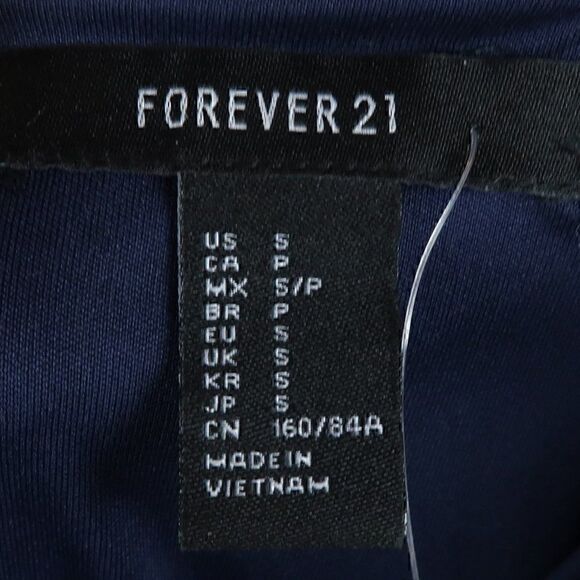 FOREVER 21
US S
CA P
MX S/P
BR P
EU S
UK S
KR S
JP S
CN 160/84A
MADE IN
VIETNAM